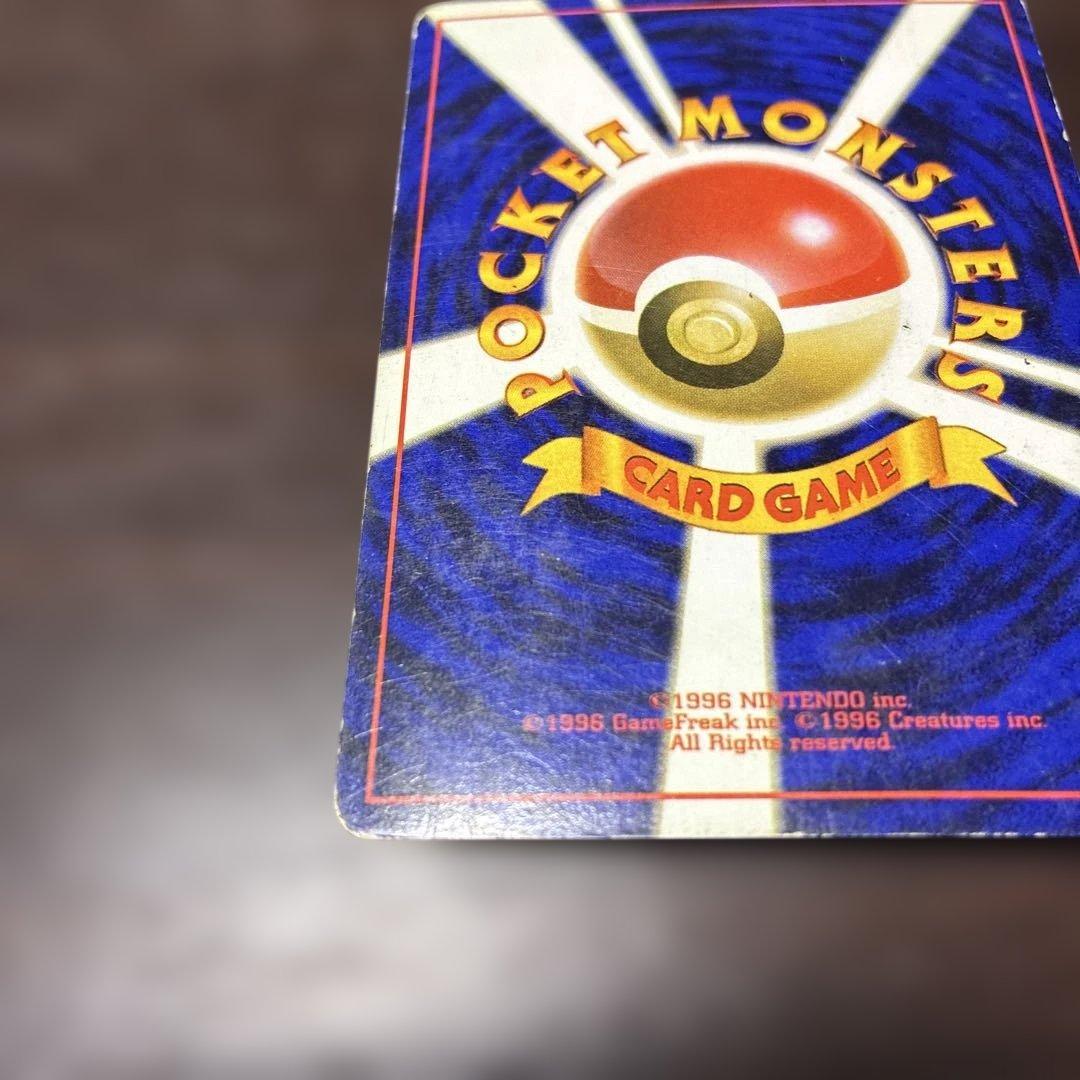 POCKET MONSTERS
CARD GAME
©1996 NINTENDO inc.
©1996 GameFreak inc. ©1996 Creatures inc.
All Rights reserved.